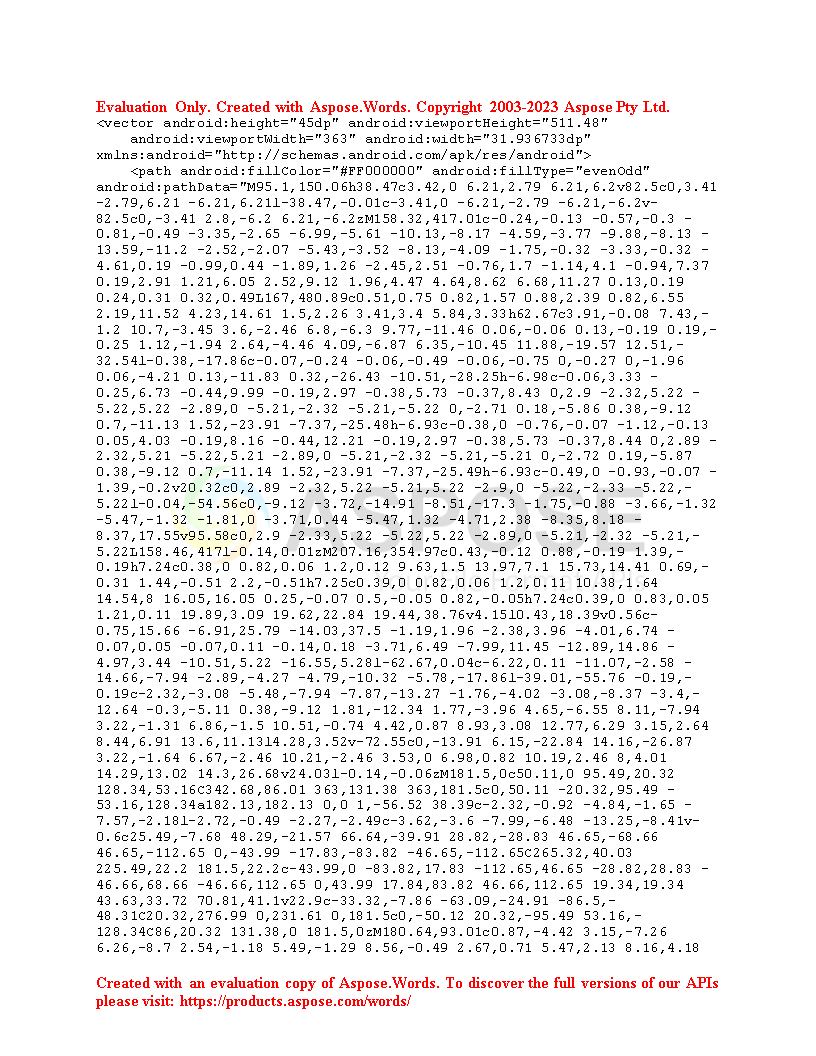 Evaluation Only. Created with Aspose.Words. Copyright 2003-2023 Aspose Pty Ltd.
<vector android:height="45dp" android:viewportHeight="511.48"
android:viewportWidth="363" android:width="31.936733dp"
xmlns:android="http://schemas.android.com/apk/res/android">
<path android:fillColor="#FF000000" android:fillType="evenOdd"
android:pathData="M95.1,150.06h38.47c3.42,0 6.21,2.79 6.21,6.2v82.5c0,3.41
-2.79,6.21 -6.21,6.21l-38.47,-0.01c-3.41,0 -6.21,-2.79 -6.21,-6.2v-
82.5c0,-3.41 2.8,-6.2 6.21,-6.2zM158.32,417.01c-0.24,-0.13 -0.57,-0.3 -
0.81,-0.49 -3.35,-2.65 -6.99,-5.61 -10.13,-8.17 -4.59,-3.77 -9.88,-8.13 -
13.59,-11.2 -2.52,-2.07 -5.43,-3.52 -8.13,-4.09 -1.75,-0.32 -3.33,-0.32 -
4.61,0.19 -0.99,0.44 -1.89,1.26 -2.45,2.51 -0.76,1.7 -1.14,4.1 -0.94,7.37
0.19,2.91 1.21,6.05 2.52,9.12 1.96,4.47 4.64,8.62 6.68,11.27 0.13,0.19
0.24,0.31 0.32,0.49L167,480.89c0.51,0.75 0.82,1.57 0.88,2.39 0.82,6.55
2.19,11.52 4.23,14.61 1.5,2.26 3.41,3.4 5.84,3.33h62.67c3.91,-0.08 7.43,-
1.2 10.7,-3.45 3.6,-2.46 6.8,-6.3 9.77,-11.46 0.06,-0.06 0.13,-0.19 0.19,-
0.25 1.12,-1.94 2.64,-4.46 4.09,-6.87 6.35,-10.45 11.88,-19.57 12.51,-
32.54l-0.38,-17.86c-0.07,-0.24 -0.06,-0.49 -0.06,-0.75 0,-0.27 0,-1.96
0.06,-4.21 0.13,-11.83 0.32,-26.43 -10.51,-28.25h-6.98c-0.06,3.33 -
0.25,6.73 -0.44,9.99 -0.19,2.97 -0.38,5.73 -0.37,8.43 0,2.9 -2.32,5.22 -
5.22,5.22 -2.89,0 -5.21,-2.32 -5.21,-5.22 0,-2.71 0.18,-5.86 0.38,-9.12
0.7,-11.13 1.52,-23.91 -7.37,-25.48h-6.93c-0.38,0 -0.76,-0.07 -1.12,-0.13
0.05,4.03 -0.19,8.16 -0.44,12.21 -0.19,2.97 -0.38,5.73 -0.37,8.44 0,2.89 -
2.32,5.21 -5.22,5.21 -2.89,0 -5.21,-2.32 -5.21,-5.21 0,-2.72 0.19,-5.87
0.38,-9.12 0.7,-11.14 1.52,-23.91 -7.37,-25.49h-6.93c-0.49,0 -0.93,-0.07 -
1.39,-0.2v20.32c0,2.89 -2.32,5.22 -5.21,5.22 -2.9,0 -5.22,-2.33 -5.22,-
5.22l-0.04,-54.56c0,-9.12 -3.72,-14.91 -8.51,-17.3 -1.75,-0.88 -3.66,-1.32
-5.47,-1.32 -1.81,0 -3.71,0.44 -5.47,1.32 -4.71,2.38 -8.35,8.18 -
8.37,17.55v95.58c0,2.9 -2.33,5.22 -5.22,5.22 -2.89,0 -5.21,-2.32 -5.21,-
5.22L158.46,417l-0.14,0.01zM207.16,354.97c0.43,-0.12 0.88,-0.19 1.39,-
0.19h7.24c0.38,0 0.82,0.06 1.2,0.12 9.63,1.5 13.97,7.1 15.73,14.41 0.69,-
0.31 1.44,-0.51 2.2,-0.51h7.25c0.39,0 0.82,0.06 1.2,0.11 10.38,1.64
14.54,8 16.05,16.05 0.25,-0.07 0.5,-0.05 0.82,-0.05h7.24c0.39,0 0.83,0.05
1.21,0.11 19.89,3.09 19.62,22.84 19.44,38.76v4.15l0.43,18.39v0.56c-
0.75,15.66 -6.91,25.79 -14.03,37.5 -1.19,1.96 -2.38,3.96 -4.01,6.74 -
0.07,0.05 -0.07,0.11 -0.14,0.18 -3.71,6.49 -7.99,11.45 -12.89,14.86 -
4.97,3.44 -10.51,5.22 -16.55,5.28l-62.67,0.04c-6.22,0.11 -11.07,-2.58 -
14.66,-7.94 -2.89,-4.27 -4.79,-10.32 -5.78,-17.86l-39.01,-55.76 -0.19,-
0.19c-2.32,-3.08 -5.48,-7.94 -7.87,-13.27 -1.76,-4.02 -3.08,-8.37 -3.4,-
12.64 -0.3,-5.11 0.38,-9.12 1.81,-12.34 1.77,-3.96 4.65,-6.55 8.11,-7.94
3.22,-1.31 6.86,-1.5 10.51,-0.74 4.42,0.87 8.93,3.08 12.77,6.29 3.15,2.64
8.44,6.91 13.6,11.13l4.28,3.52v-72.55c0,-13.91 6.15,-22.84 14.16,-26.87
3.22,-1.64 6.67,-2.46 10.21,-2.46 3.53,0 6.98,0.82 10.19,2.46 8,4.01
14.29,13.02 14.3,26.68v24.03l-0.14,-0.06zM181.5,0c50.11,0 95.49,20.32
128.34,53.16C342.68,86.01 363,131.38 363,181.5c0,50.11 -20.32,95.49 -
53.16,128.34a182.13,182.13 0,0 1,-56.52 38.39c-2.32,-0.92 -4.84,-1.65 -
7.57,-2.18l-2.72,-0.49 -2.27,-2.49c-3.62,-3.6 -7.99,-6.48 -13.25,-8.41v-
0.6c25.49,-7.68 48.29,-21.57 66.64,-39.91 28.82,-28.83 46.65,-68.66
46.65,-112.65 0,-43.99 -17.83,-83.82 -46.65,-112.65C265.32,40.03
225.49,22.2 181.5,22.2c-43.99,0 -83.82,17.83 -112.65,46.65 -28.82,28.83 -
46.66,68.66 -46.66,112.65 0,43.99 17.84,83.82 46.66,112.65 19.34,19.34
43.63,33.72 70.81,41.1v22.9c-33.32,-7.86 -63.09,-24.91 -86.5,-
48.31C20.32,276.99 0,231.61 0,181.5c0,-50.12 20.32,-95.49 53.16,-
128.34C86,20.32 131.38,0 181.5,0zM180.64,93.01c0.87,-4.42 3.15,-7.26
6.26,-8.7 2.54,-1.18 5.49,-1.29 8.56,-0.49 2.67,0.71 5.47,2.13 8.16,4.18
Created with an evaluation copy of Aspose.Words. To discover the full versions of our APIs
please visit: https://products.aspose.com/words/